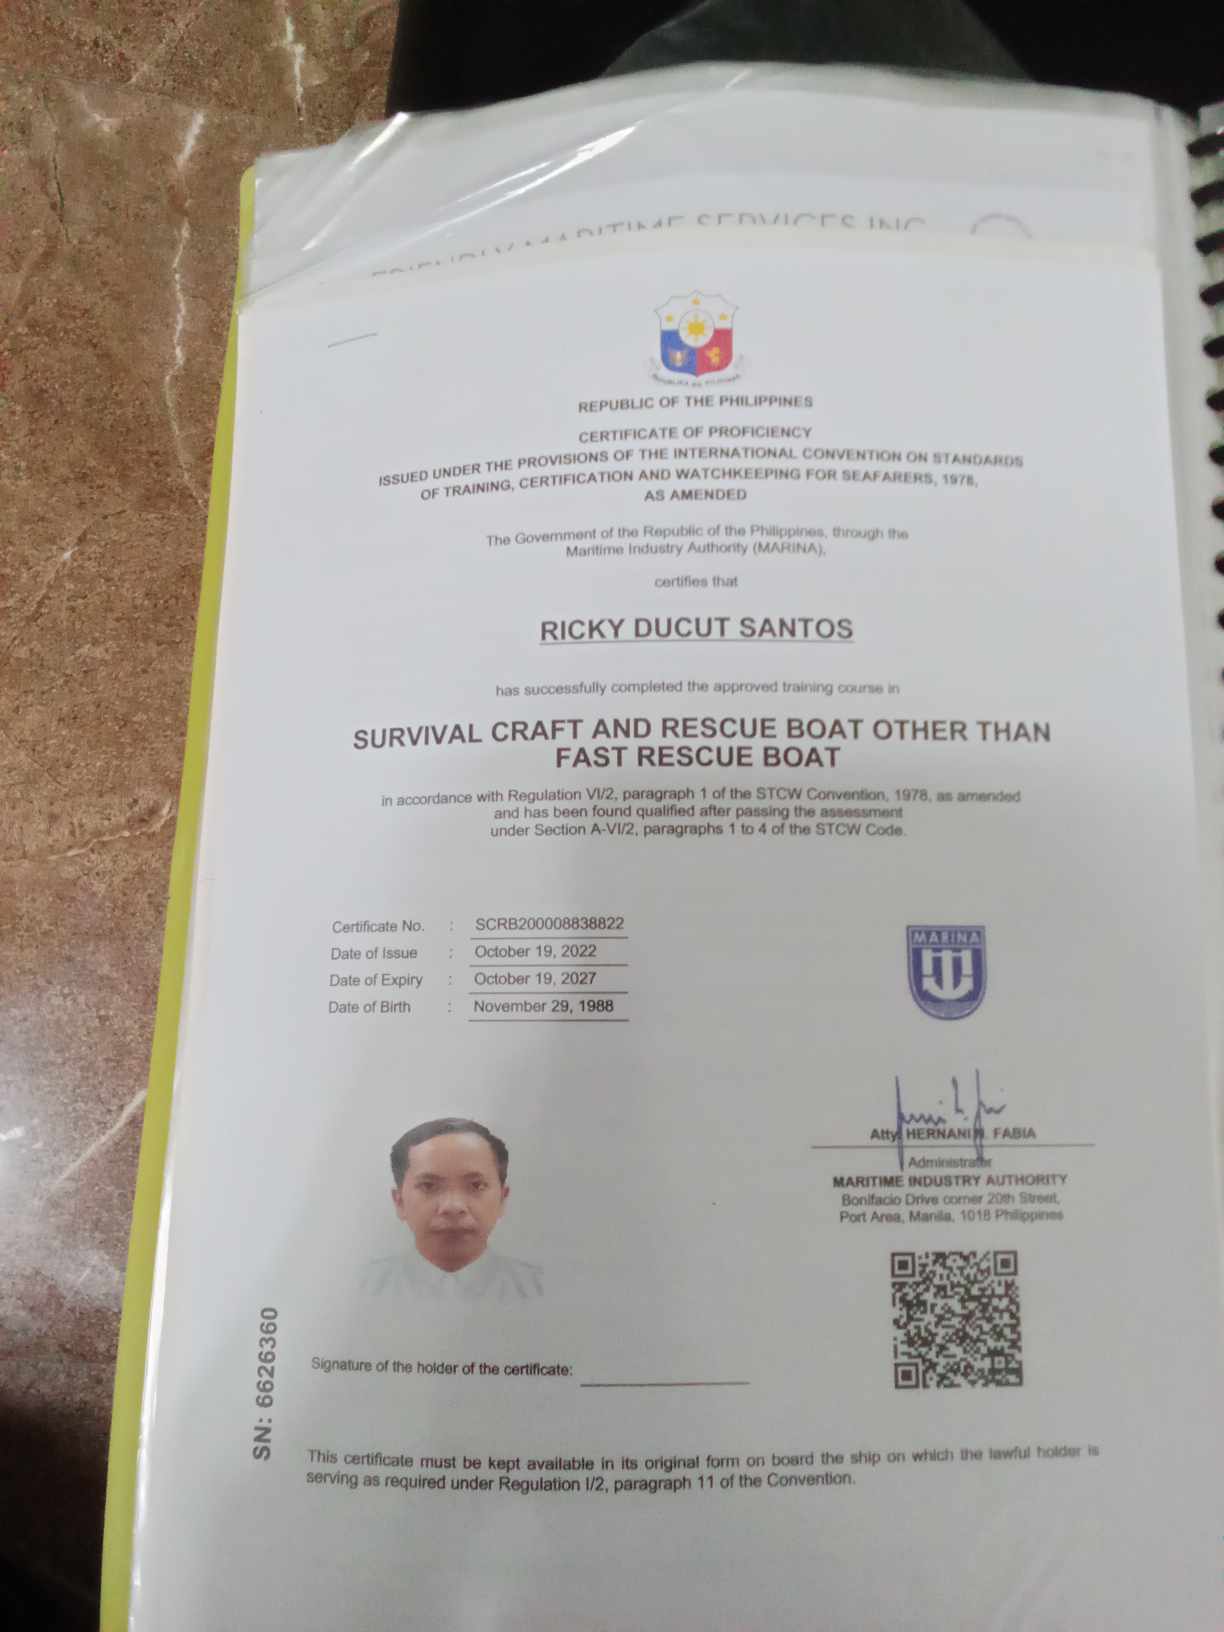 MARITIME SERVICES INC
REPUBLIC OF THE PHILIPPINES
CERTIFICATE OF PROFICIENCY
ISSUED UNDER THE PROVISIONS OF THE INTERNATIONAL CONVENTION ON STANDARDS
OF TRAINING, CERTIFICATION AND WATCHKEEPING FOR SEAFARERS, 1978,
AS AMENDED
The Government of the Republic of the Philippines, through the
Maritime Industry Authority (MARINA),
certifies that
RICKY DUCUT SANTOS
has successfully completed the approved training course in
SURVIVAL CRAFT AND RESCUE BOAT OTHER THAN
FAST RESCUE BOAT
in accordance with Regulation VI/2, paragraph 1 of the STCW Convention, 1978, as amended
and has been found qualified after passing the assessment
under Section A-VI/2, paragraphs 1 to 4 of the STCW Code.
Certificate No. : SCRB200008838822
Date of Issue : October 19, 2022
Date of Expiry : October 19, 2027
Date of Birth : November 29, 1988
MARINA
Atty. HERNANI N. FABIA
Administrator
MARITIME INDUSTRY AUTHORITY
Bonifacio Drive corner 20th Street,
Port Area, Manila, 1018 Philippines
SN: 6626360
Signature of the holder of the certificate:
This certificate must be kept available in its original form on board the ship on which the lawful holder is
serving as required under Regulation I/2, paragraph 11 of the Convention.